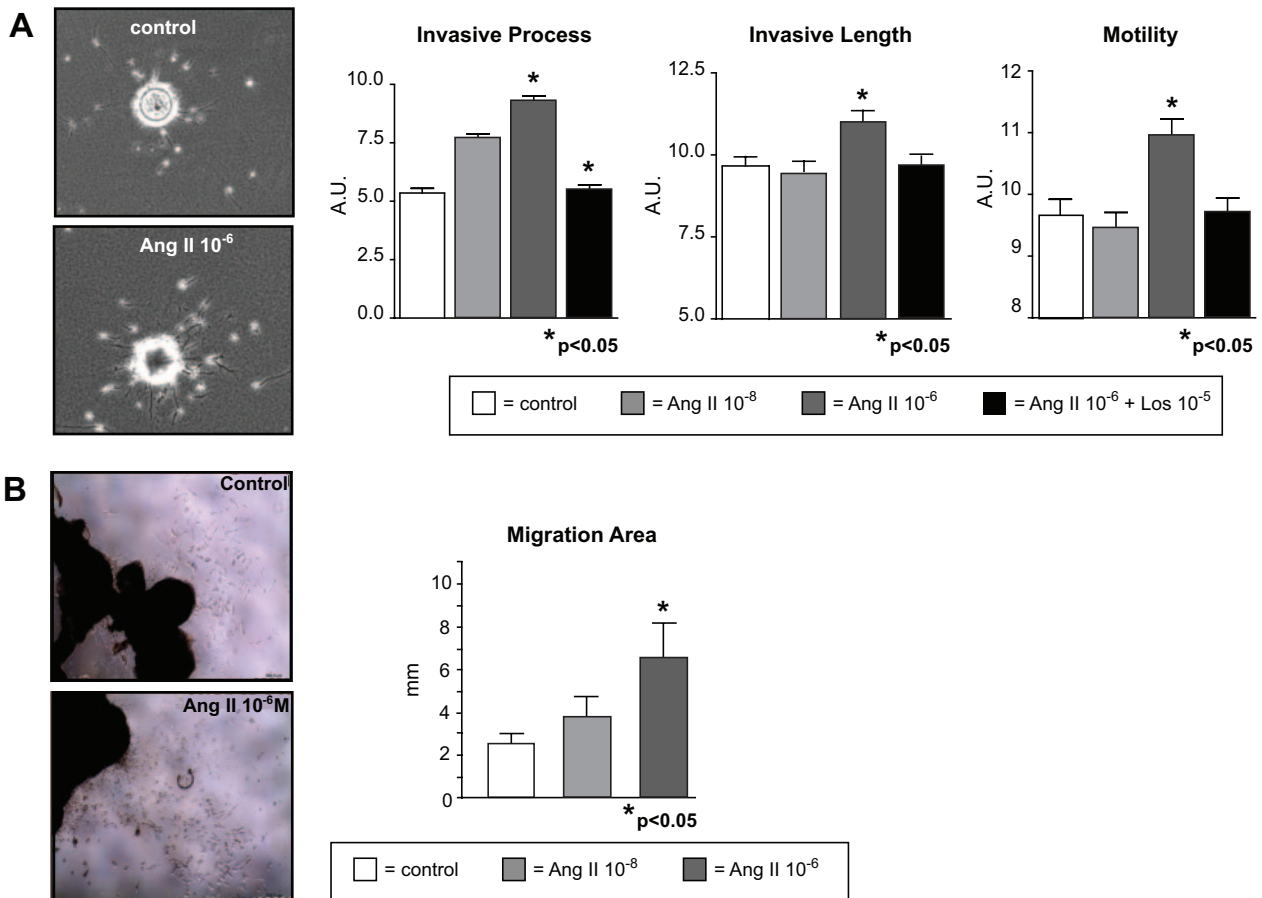 A
control
Ang II 10⁻⁶
Invasive Process
A.U.
10.0
7.5
5.0
2.5
0.0
*
*
* p<0.05
Invasive Length
A.U.
12.5
10.0
7.5
5.0
*
* p<0.05
Motility
A.U.
12
11
10
9
8
*
* p<0.05
= control = Ang II 10⁻⁸ = Ang II 10⁻⁶ = Ang II 10⁻⁶ + Los 10⁻⁵
B
Control
Ang II 10⁻⁶M
Migration Area
mm
10
8
6
4
2
0
*
* p<0.05
= control = Ang II 10⁻⁸ = Ang II 10⁻⁶